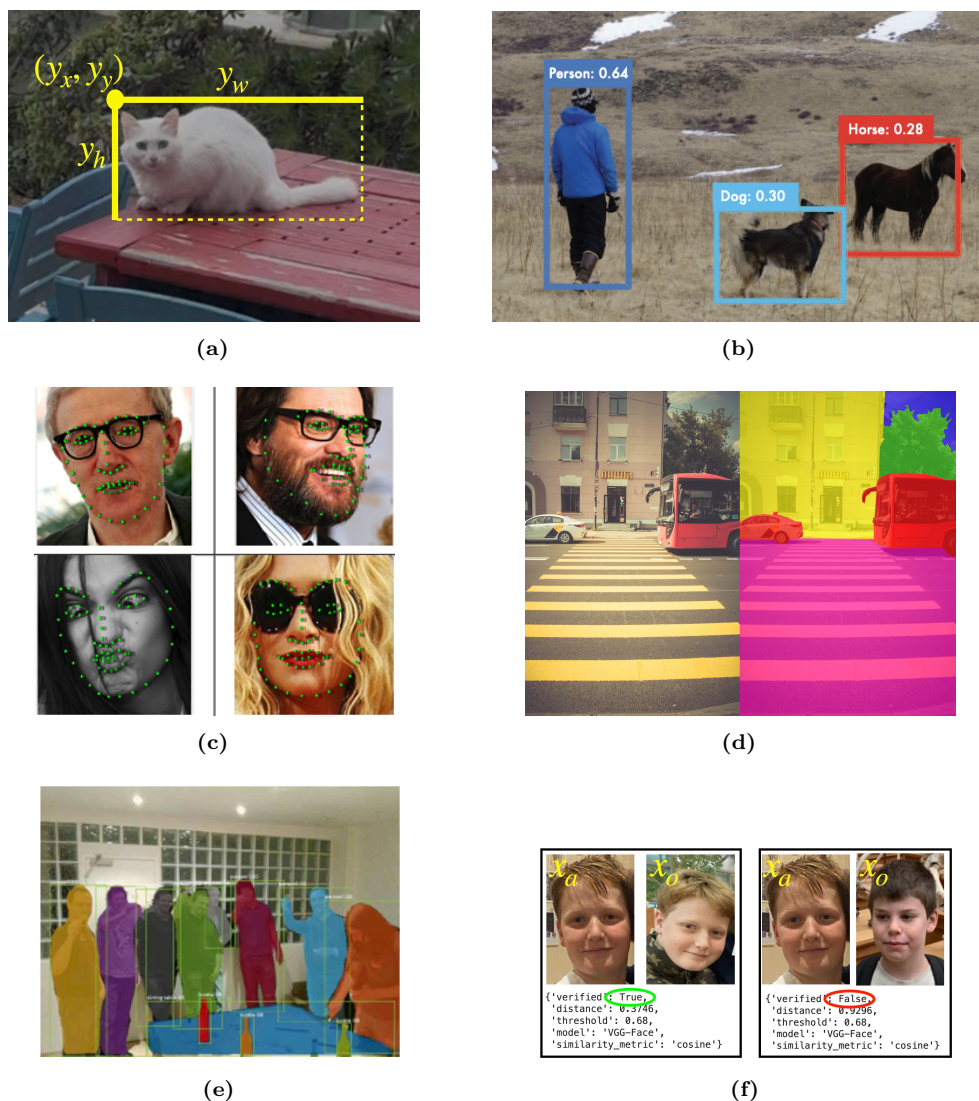 (y_x, y_y)
y_w
y_h
(a)
Person: 0.64
Horse: 0.28
Dog: 0.30
(b)
(c)
(d)
(e)
x_a
x_o
{'verified': True,
'distance': 0.3746,
'threshold': 0.68,
'model': 'VGG-Face',
'similarity_metric': 'cosine'}
x_a
x_o
{'verified': False,
'distance': 0.9296,
'threshold': 0.68,
'model': 'VGG-Face',
'similarity_metric': 'cosine'}
(f)